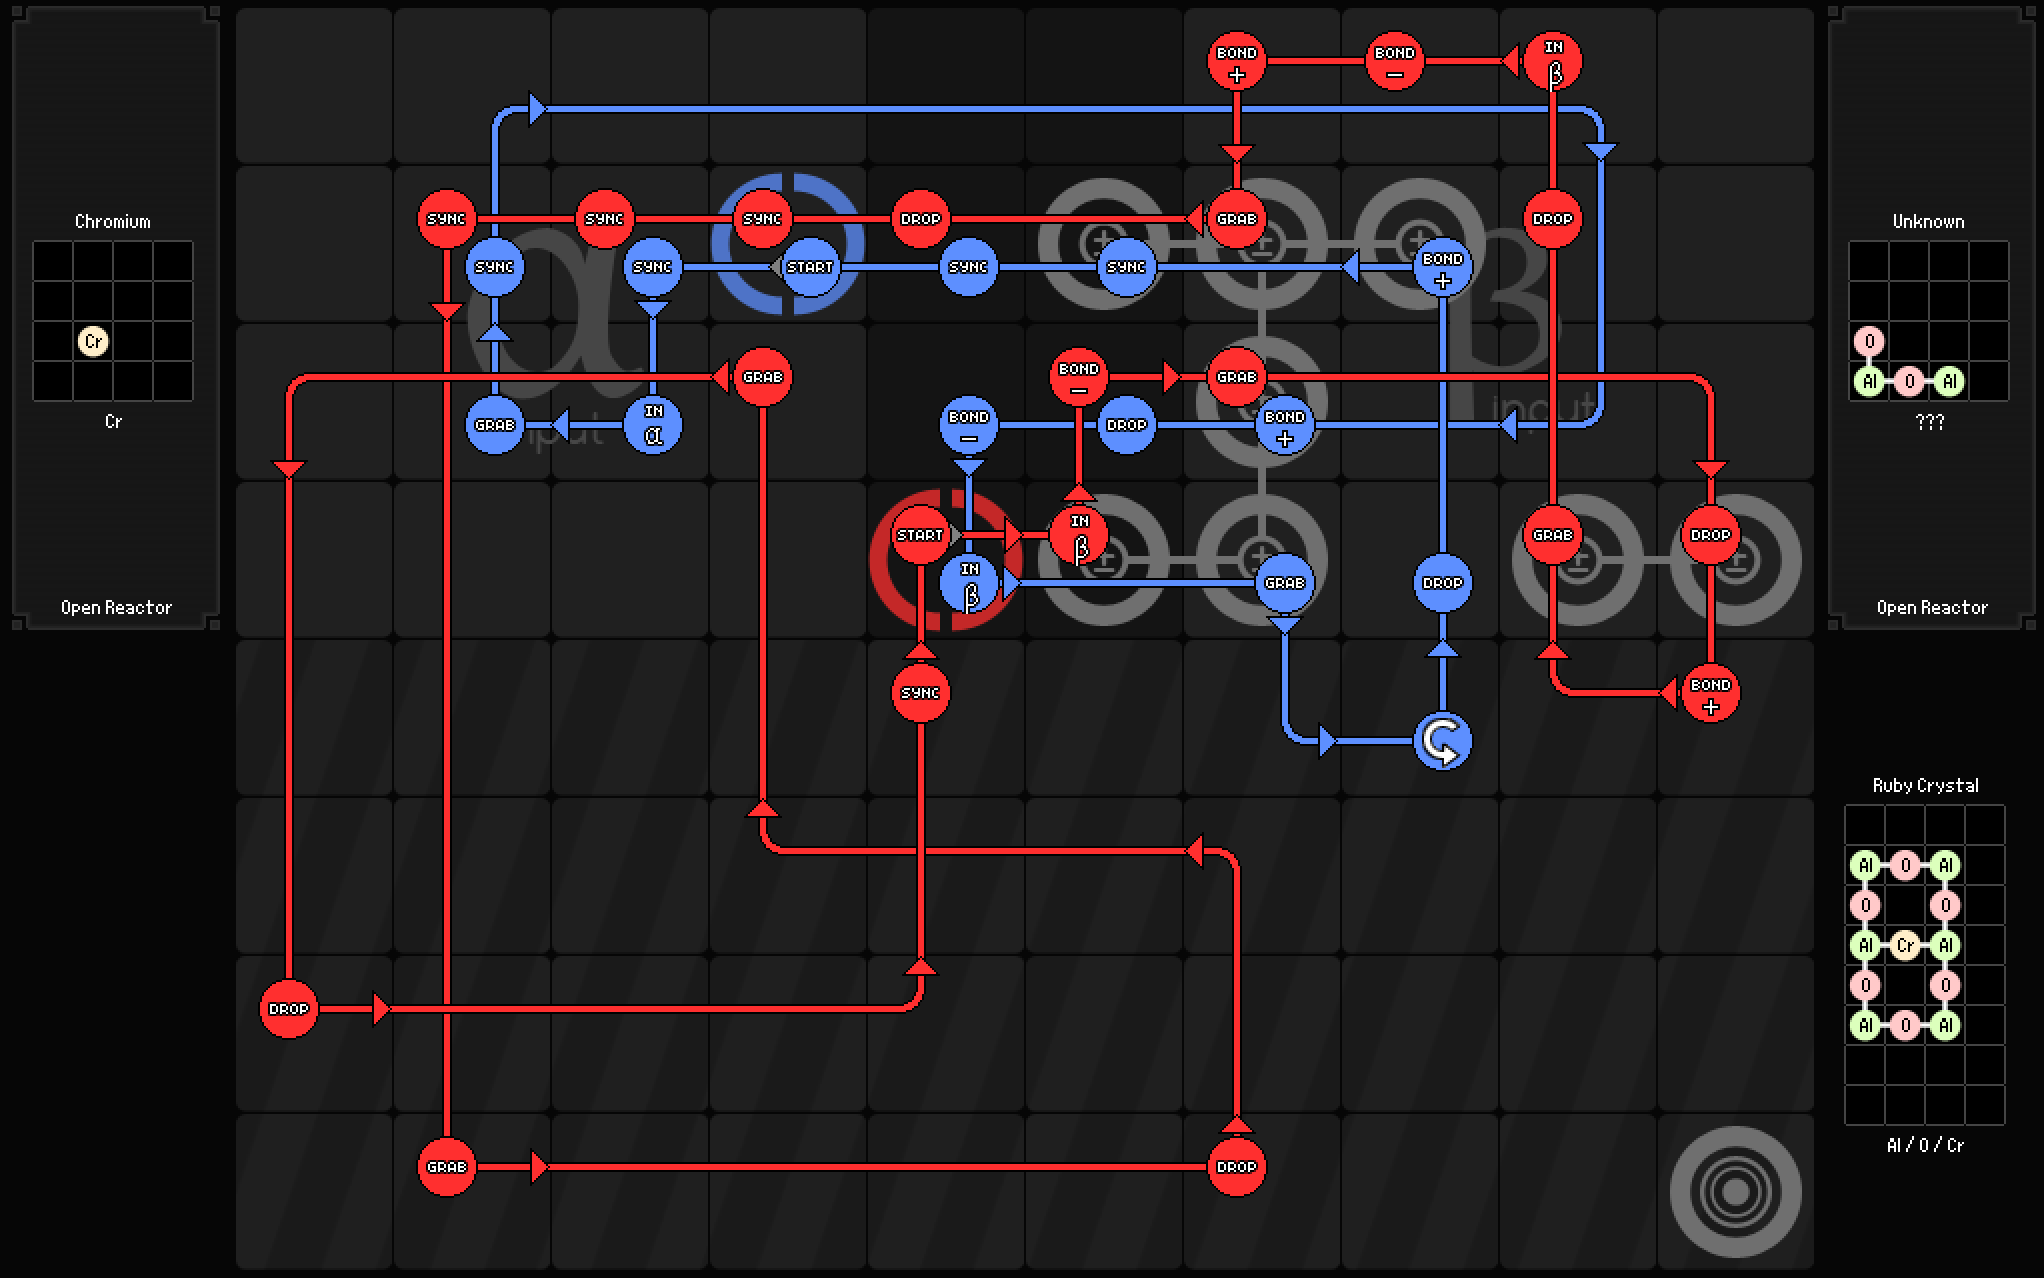 Chromium
Cr
Cr
Open Reactor
BOND
+
BOND
−
IN
β
SYNC
SYNC
SYNC
DROP
GRAB
DROP
SYNC
SYNC
START
SYNC
SYNC
BOND
+
α
input
β
input
GRAB
BOND
−
GRAB
GRAB
IN
α
BOND
−
DROP
BOND
+
START
IN
β
GRAB
DROP
IN
β
GRAB
DROP
SYNC
BOND
+
DROP
GRAB
DROP
Unknown
O
Al O Al
???
Open Reactor
Ruby Crystal
Al O Al
O O
Al Cr Al
O O
Al O Al
Al / O / Cr